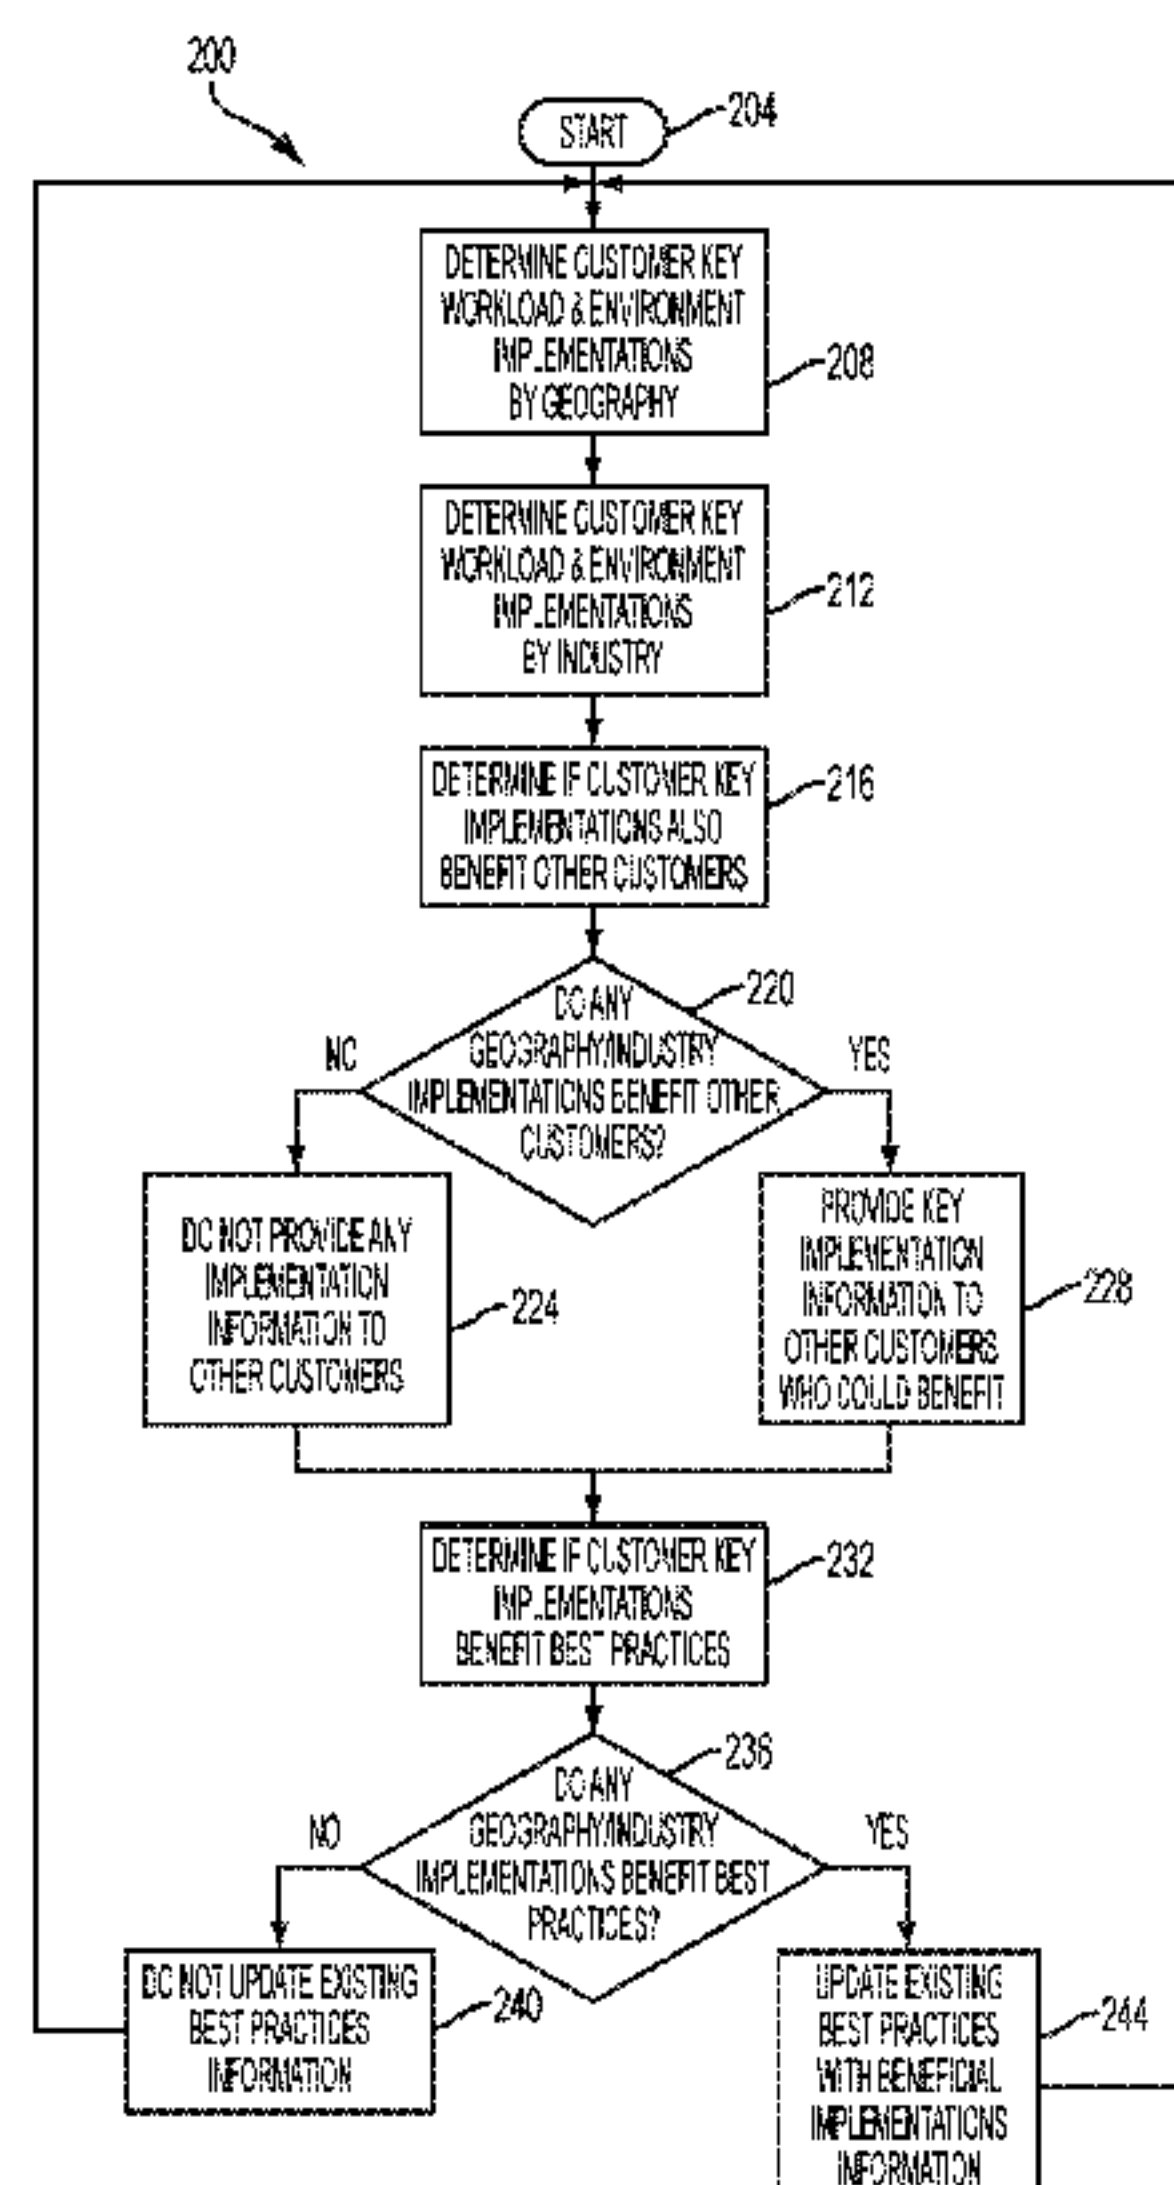 200
START
204
DETERMINE CUSTOMER KEY
WORKLOAD & ENVIRONMENT
IMPLEMENTATIONS
BY GEOGRAPHY
208
DETERMINE CUSTOMER KEY
WORKLOAD & ENVIRONMENT
IMPLEMENTATIONS
BY INDUSTRY
212
DETERMINE IF CUSTOMER KEY
IMPLEMENTATIONS ALSO
BENEFIT OTHER CUSTOMERS
216
DO ANY
GEOGRAPHY/INDUSTRY
IMPLEMENTATIONS BENEFIT OTHER
CUSTOMERS?
220
NO
YES
DO NOT PROVIDE ANY
IMPLEMENTATION
INFORMATION TO
OTHER CUSTOMERS
224
PROVIDE KEY
IMPLEMENTATION
INFORMATION TO
OTHER CUSTOMERS
WHO COULD BENEFIT
228
DETERMINE IF CUSTOMER KEY
IMPLEMENTATIONS
BENEFIT BEST PRACTICES
232
DO ANY
GEOGRAPHY/INDUSTRY
IMPLEMENTATIONS BENEFIT BEST
PRACTICES?
236
NO
YES
DO NOT UPDATE EXISTING
BEST PRACTICES
INFORMATION
240
UPDATE EXISTING
BEST PRACTICES
WITH BENEFICIAL
IMPLEMENTATIONS
INFORMATION
244